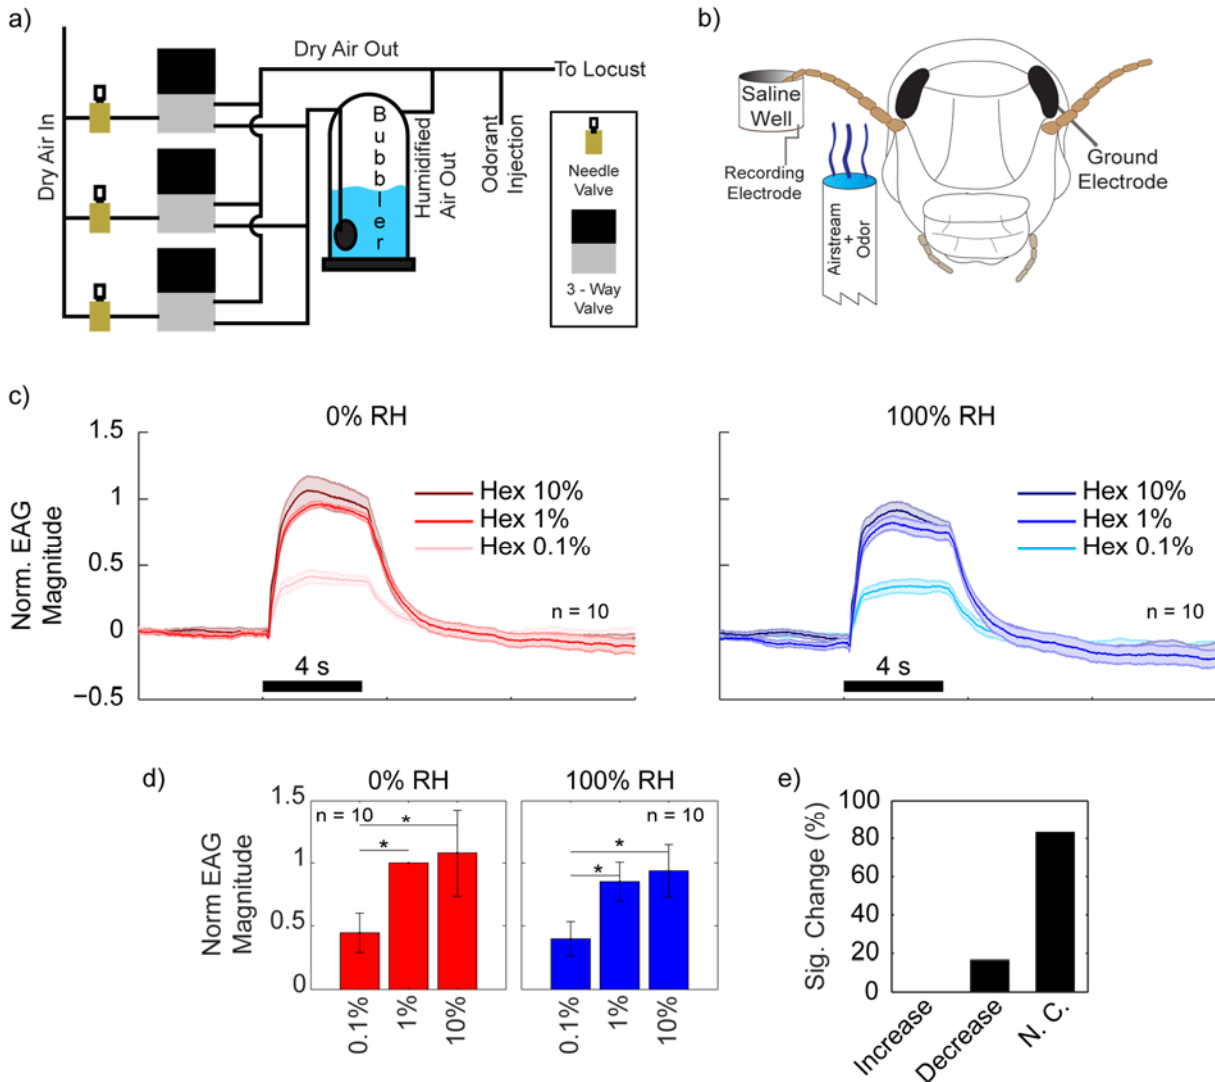 a)
Dry Air In
Dry Air Out
To Locust
Bubbler
Humidified
Air Out
Odorant
Injection
Needle
Valve
3 - Way
Valve
b)
Saline
Well
Recording
Electrode
Airstream
+
Odor
Ground
Electrode
c)
0% RH
Norm. EAG
Magnitude
1.5
1
0.5
0
−0.5
Hex 10%
Hex 1%
Hex 0.1%
n = 10
4 s
100% RH
Hex 10%
Hex 1%
Hex 0.1%
n = 10
4 s
d)
0% RH
100% RH
Norm EAG
Magnitude
1.5
1
0.5
0
n = 10
*
*
0.1%
1%
10%
n = 10
*
*
0.1%
1%
10%
e)
Sig. Change (%)
100
80
60
40
20
0
Increase
Decrease
N. C.